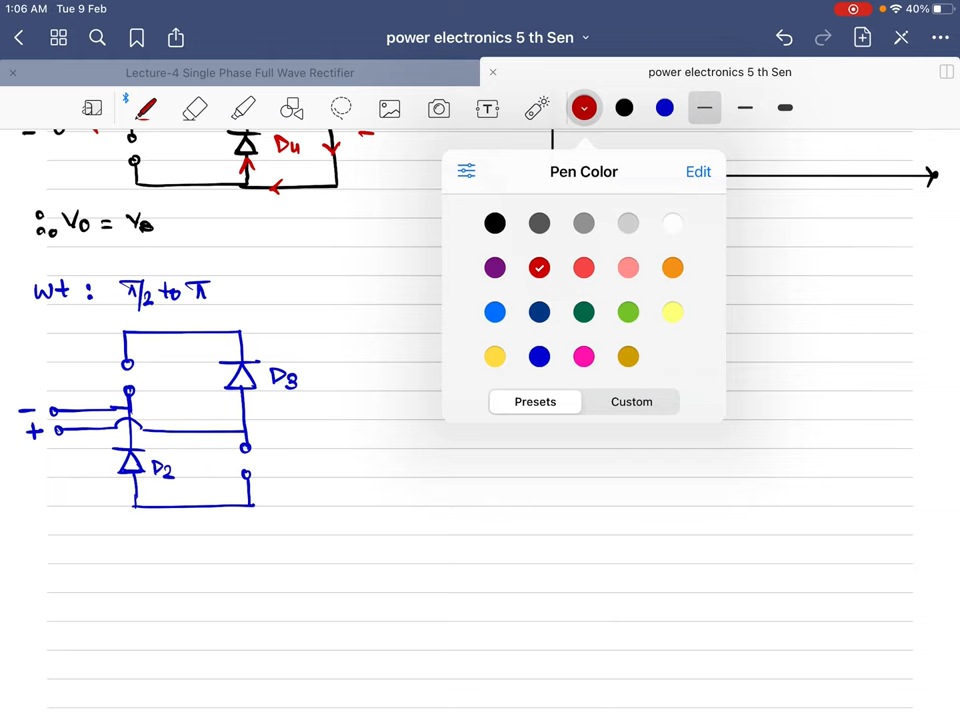 1:06 AM Tue 9 Feb
40%
power electronics 5 th Sen
Lecture-4 Single Phase Full Wave Rectifier
power electronics 5 th Sen
T
Pen Color
Edit
Presets
Custom
D4
∴ V0 =
wt : π/2 to π
D3
−
+
D2